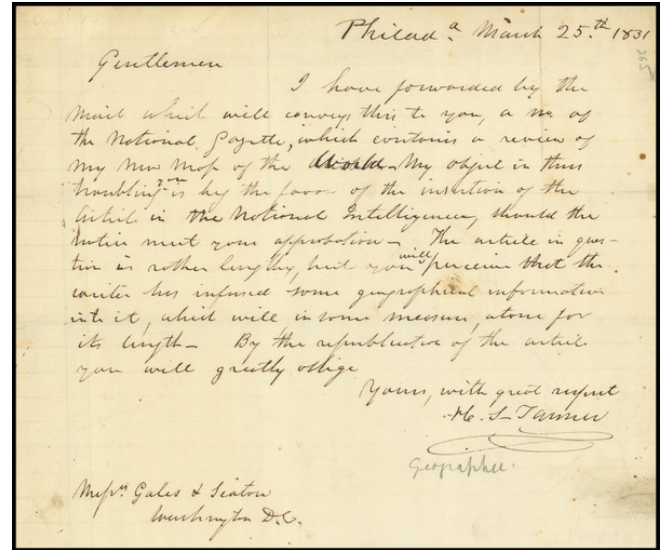 Philad.ᵃ March 25.th 1831
265
Gentlemen
I have forwarded by the
mail which will convey this to you, a no of
the National Gazette, which contains a review of
my New Map of the World. My object in thus
troubling you is beg the favor of the insertion of the
Article in the National Intelligencer, should the
notice meet your approbation – The article in ques-
tion is rather lengthy, but you will perceive that the
writer has infused some geographical information
into it, which will in some measure, atone for
its length – By the republication of the article
you will greatly oblige
Yours, with great respect
H. S. Tanner
Geographer.
Messrs Gales & Seaton
Washington D.C.